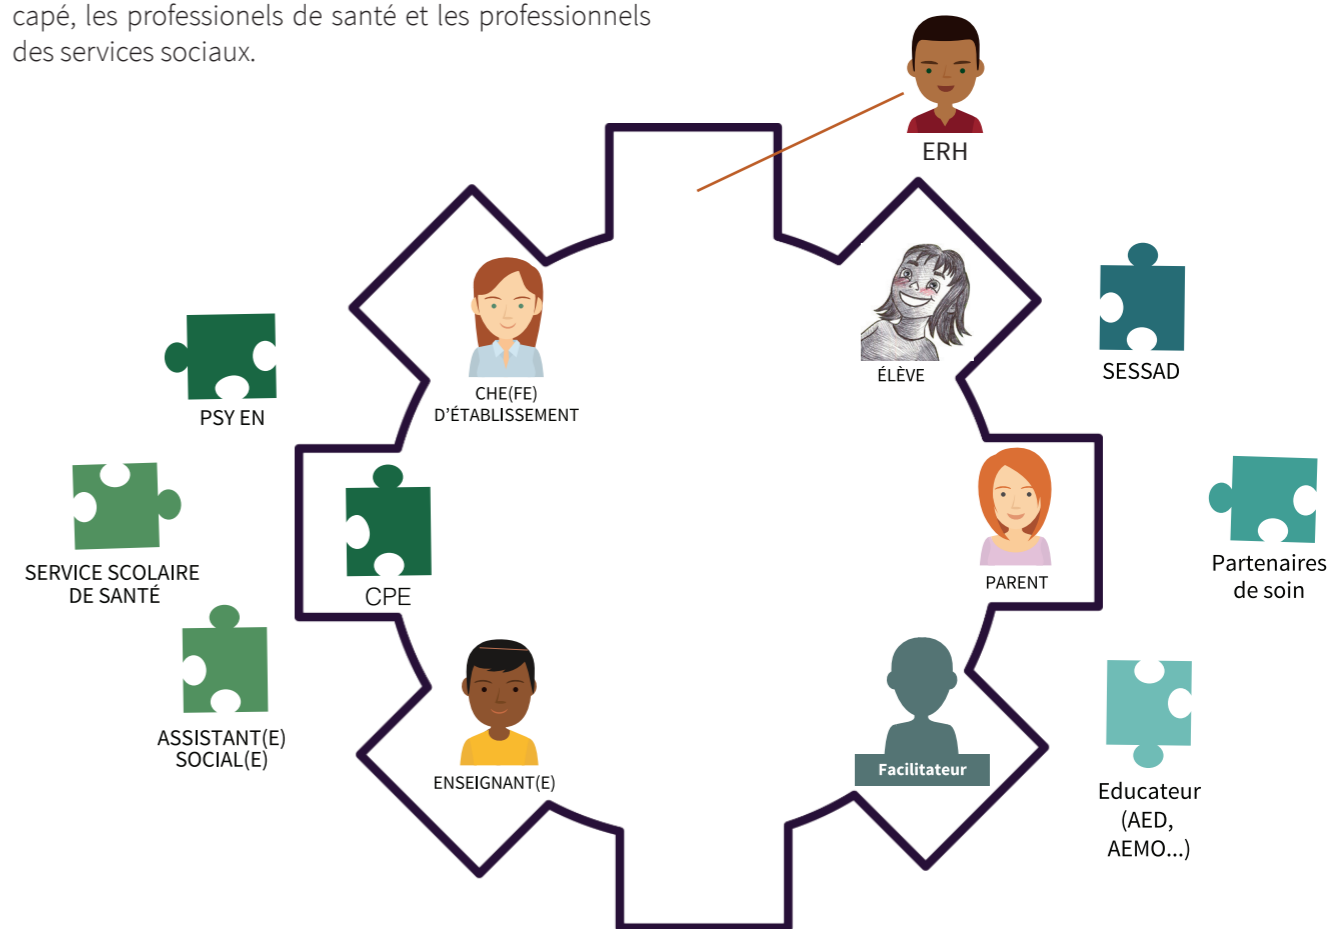 capé, les professionels de santé et les professionnels
des services sociaux.
ERH
CHE(FE)
D'ÉTABLISSEMENT
ÉLÈVE
SESSAD
PSY EN
SERVICE SCOLAIRE
DE SANTÉ
CPE
PARENT
Partenaires
de soin
ASSISTANT(E)
SOCIAL(E)
ENSEIGNANT(E)
Facilitateur
Educateur
(AED,
AEMO...)